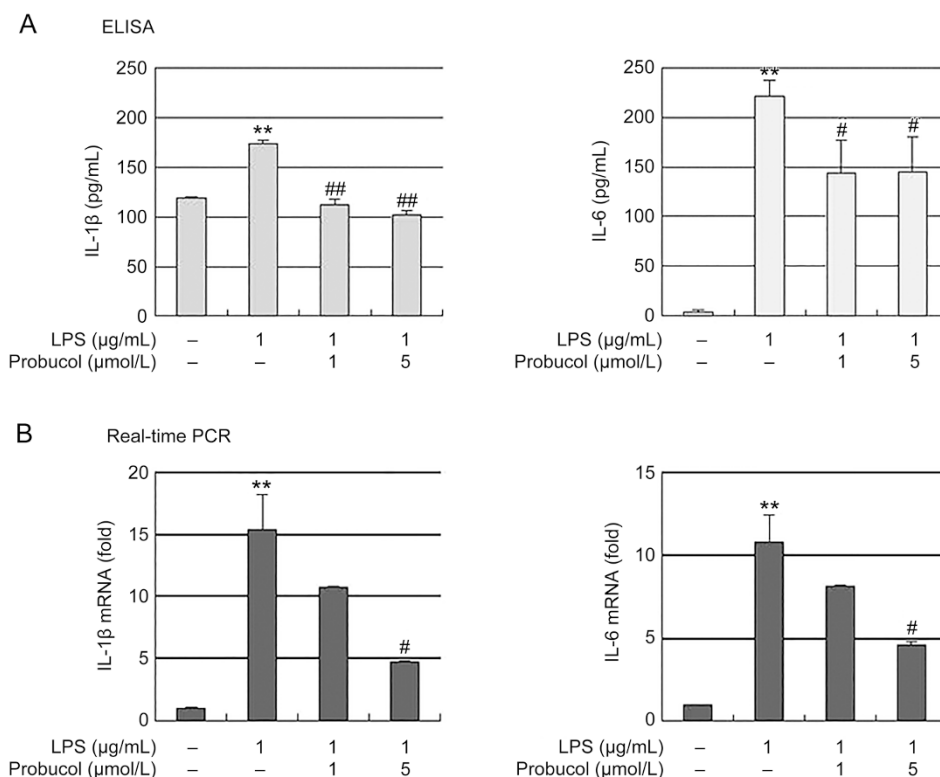 A ELISA
250
200
150
100
50
0
IL-1β (pg/mL)
**
##
##
LPS (μg/mL) – 1 1 1
Probucol (μmol/L) – – 1 5
250
200
150
100
50
0
IL-6 (pg/mL)
**
#
#
LPS (μg/mL) – 1 1 1
Probucol (μmol/L) – – 1 5
B Real-time PCR
20
15
10
5
0
IL-1β mRNA (fold)
**
#
LPS (μg/mL) – 1 1 1
Probucol (μmol/L) – – 1 5
15
10
5
0
IL-6 mRNA (fold)
**
#
LPS (μg/mL) – 1 1 1
Probucol (μmol/L) – – 1 5